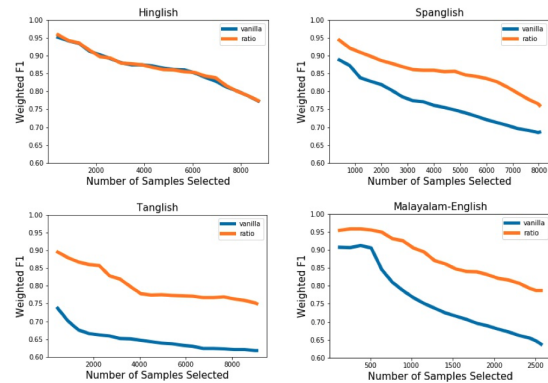 Hinglish
Weighted F1
1.00
0.95
0.90
0.85
0.80
0.75
0.70
0.65
0.60
vanilla
ratio
2000 4000 6000 8000
Number of Samples Selected
Spanglish
Weighted F1
1.00
0.95
0.90
0.85
0.80
0.75
0.70
0.65
0.60
vanilla
ratio
1000 2000 3000 4000 5000 6000 7000 8000
Number of Samples Selected
Tanglish
Weighted F1
1.00
0.95
0.90
0.85
0.80
0.75
0.70
0.65
0.60
vanilla
ratio
2000 4000 6000 8000
Number of Samples Selected
Malayalam-English
Weighted F1
1.00
0.95
0.90
0.85
0.80
0.75
0.70
0.65
0.60
vanilla
ratio
500 1000 1500 2000 2500
Number of Samples Selected